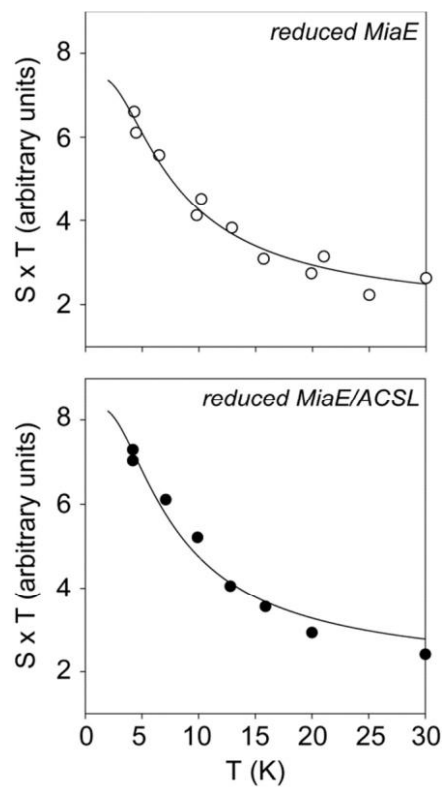 reduced MiaE
8
6
4
2
S x T (arbitrary units)
reduced MiaE/ACSL
8
6
4
2
S x T (arbitrary units)
0 5 10 15 20 25 30
T (K)